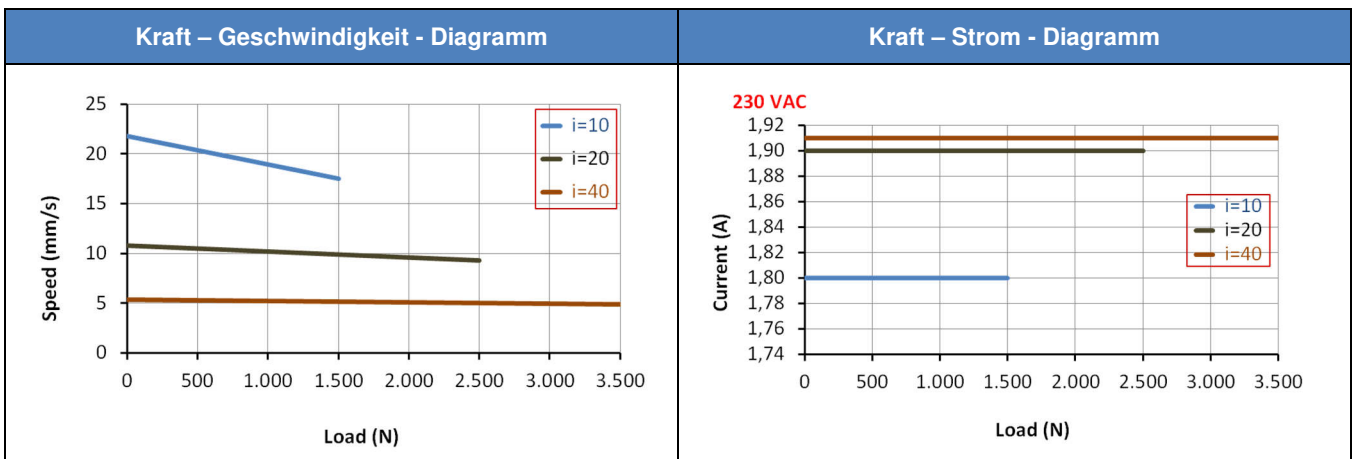 Kraft – Geschwindigkeit - Diagramm
Kraft – Strom - Diagramm
25
20
15
10
5
0
Speed (mm/s)
i=10
i=20
i=40
0 500 1.000 1.500 2.000 2.500 3.000 3.500
Load (N)
230 VAC
1,92
1,90
1,88
1,86
1,84
1,82
1,80
1,78
1,76
1,74
Current (A)
i=10
i=20
i=40
0 500 1.000 1.500 2.000 2.500 3.000 3.500
Load (N)